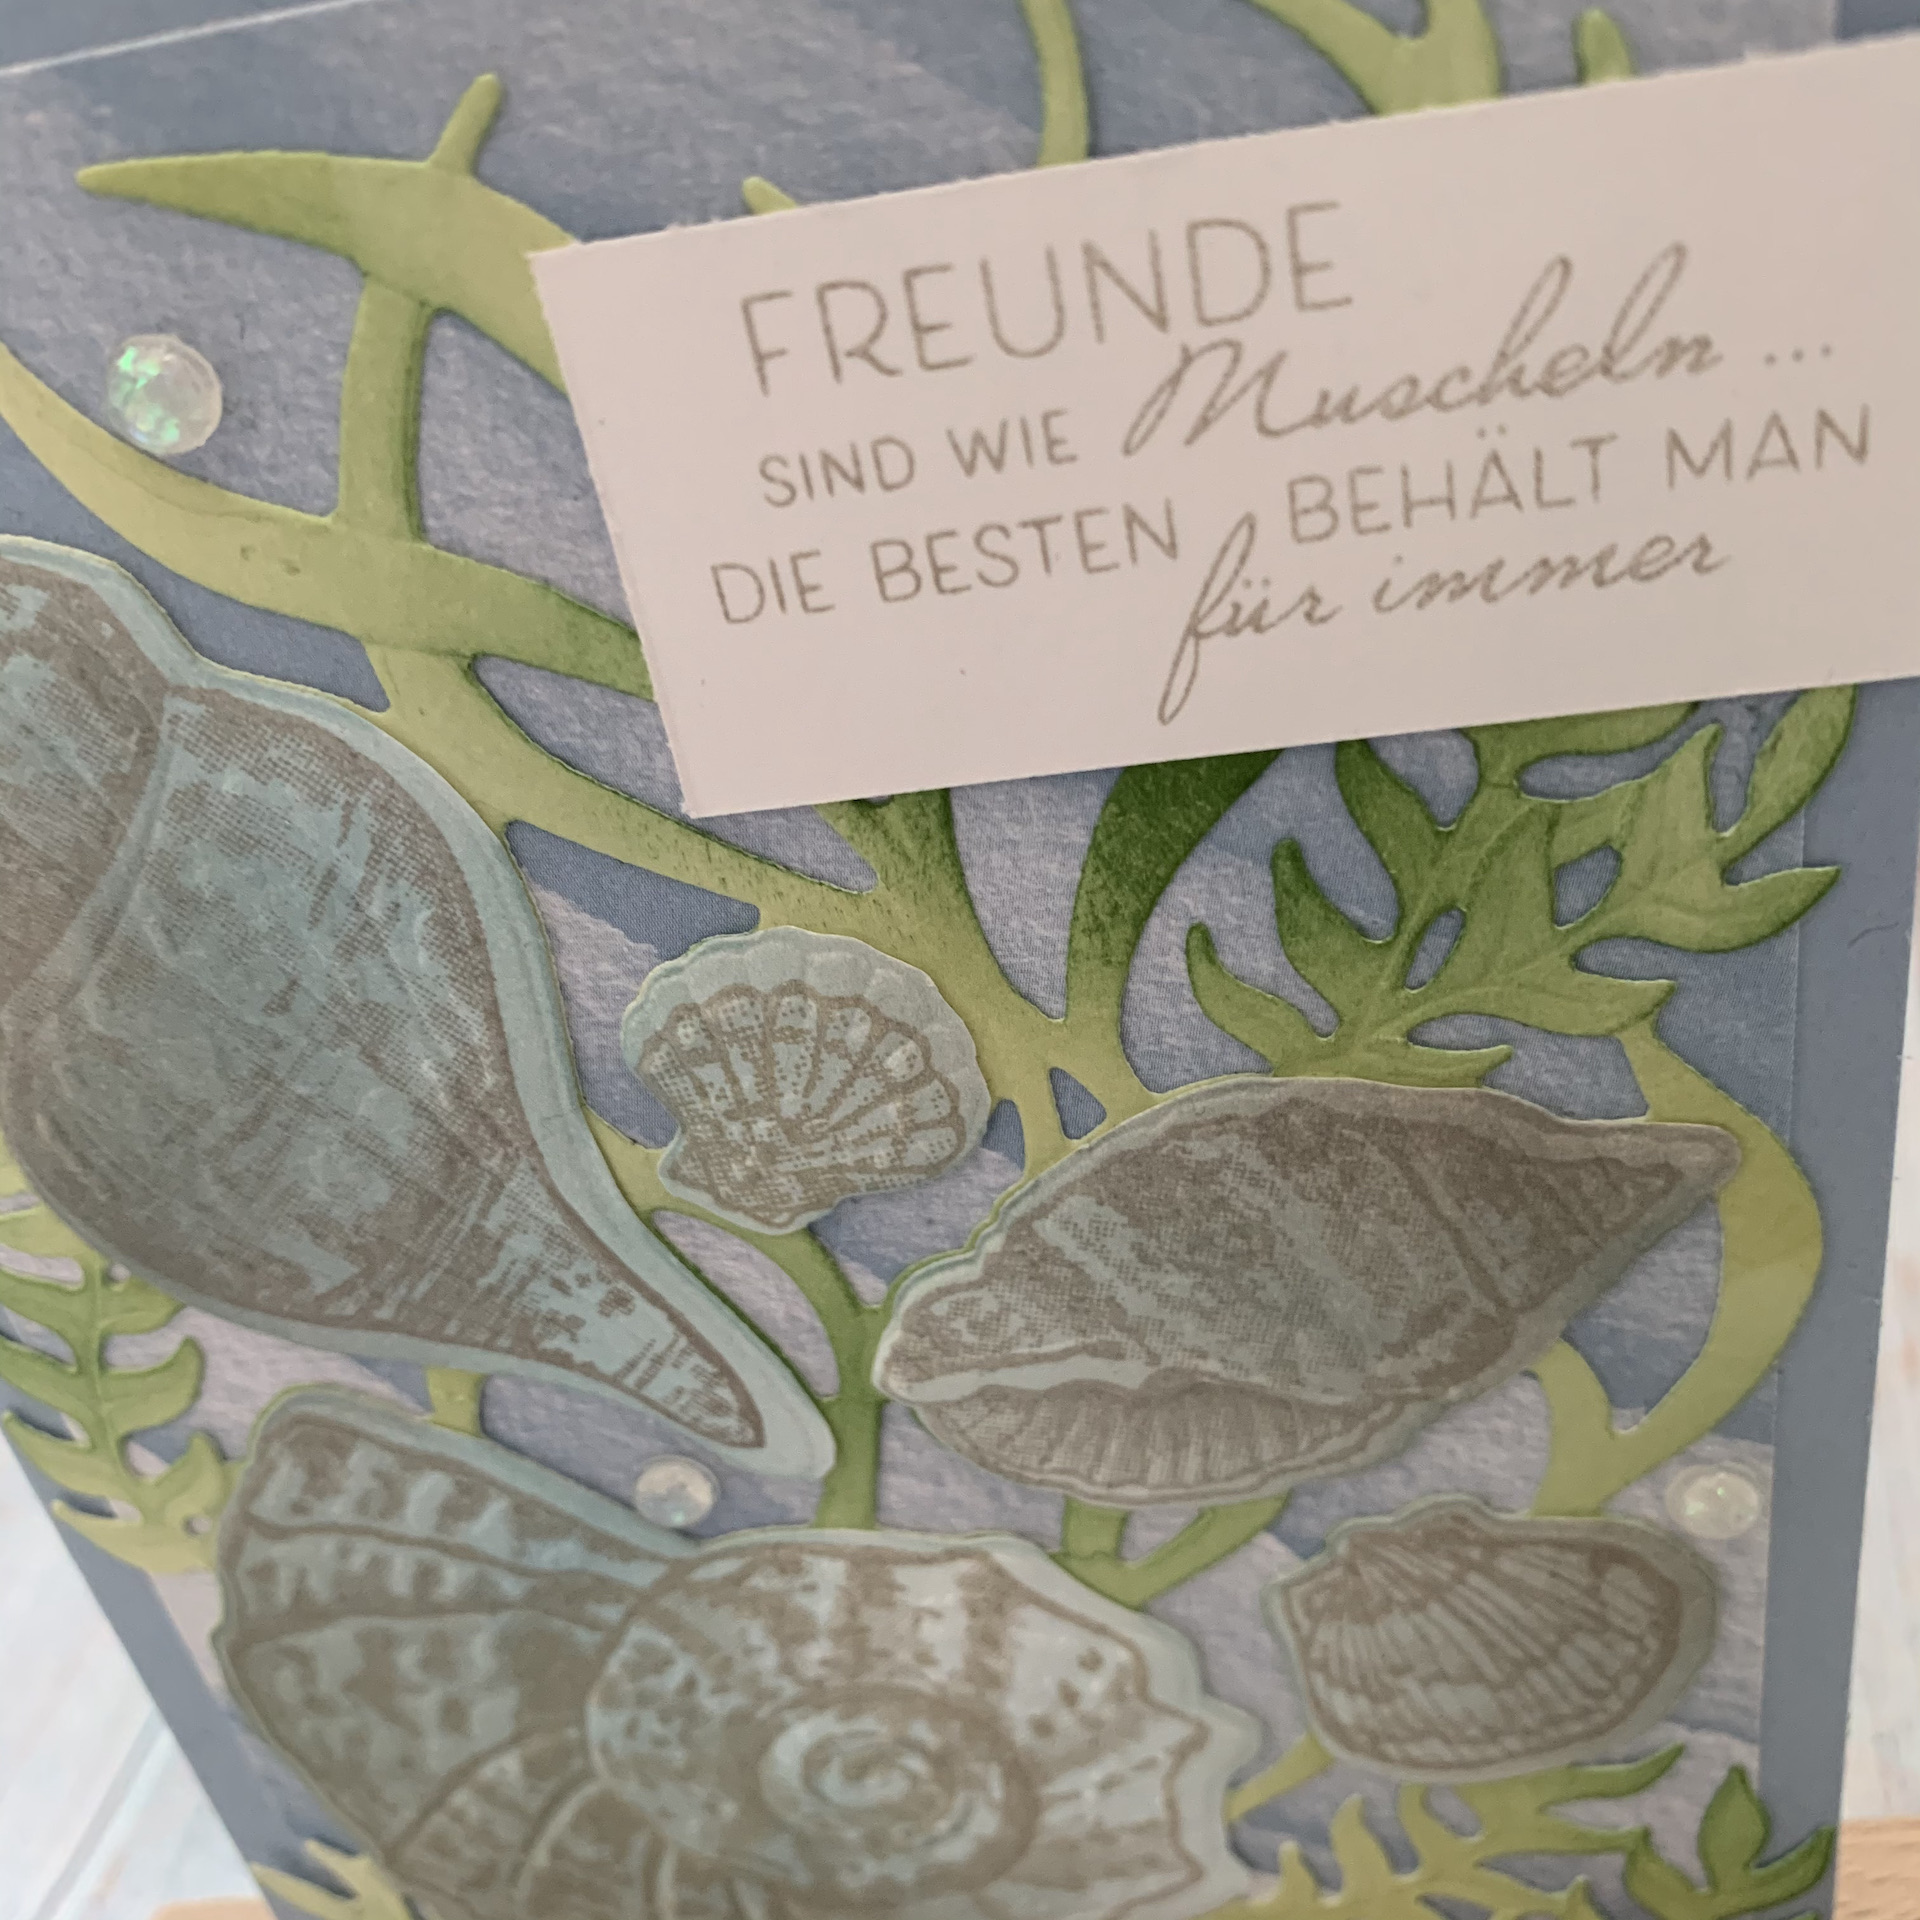 FREUNDE
SIND WIE Muscheln ...
DIE BESTEN BEHÄLT MAN
für immer